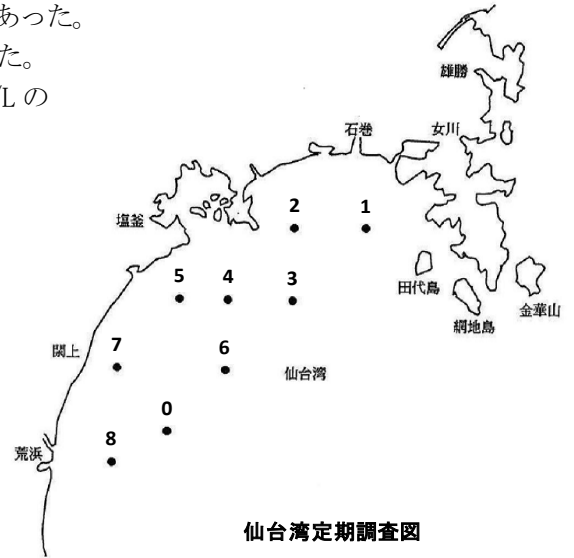 あった。
た。
L の
雄勝
石巻
女川
塩釜
2
1
5
4
3
田代島
網地島
金華山
閖上
7
6
仙台湾
0
荒浜
8
仙台湾定期調査図